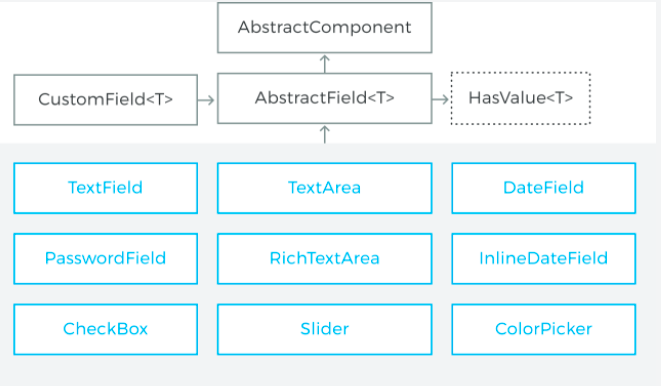 AbstractComponent
CustomField<T>
AbstractField<T>
HasValue<T>
TextField
TextArea
DateField
PasswordField
RichTextArea
InlineDateField
CheckBox
Slider
ColorPicker